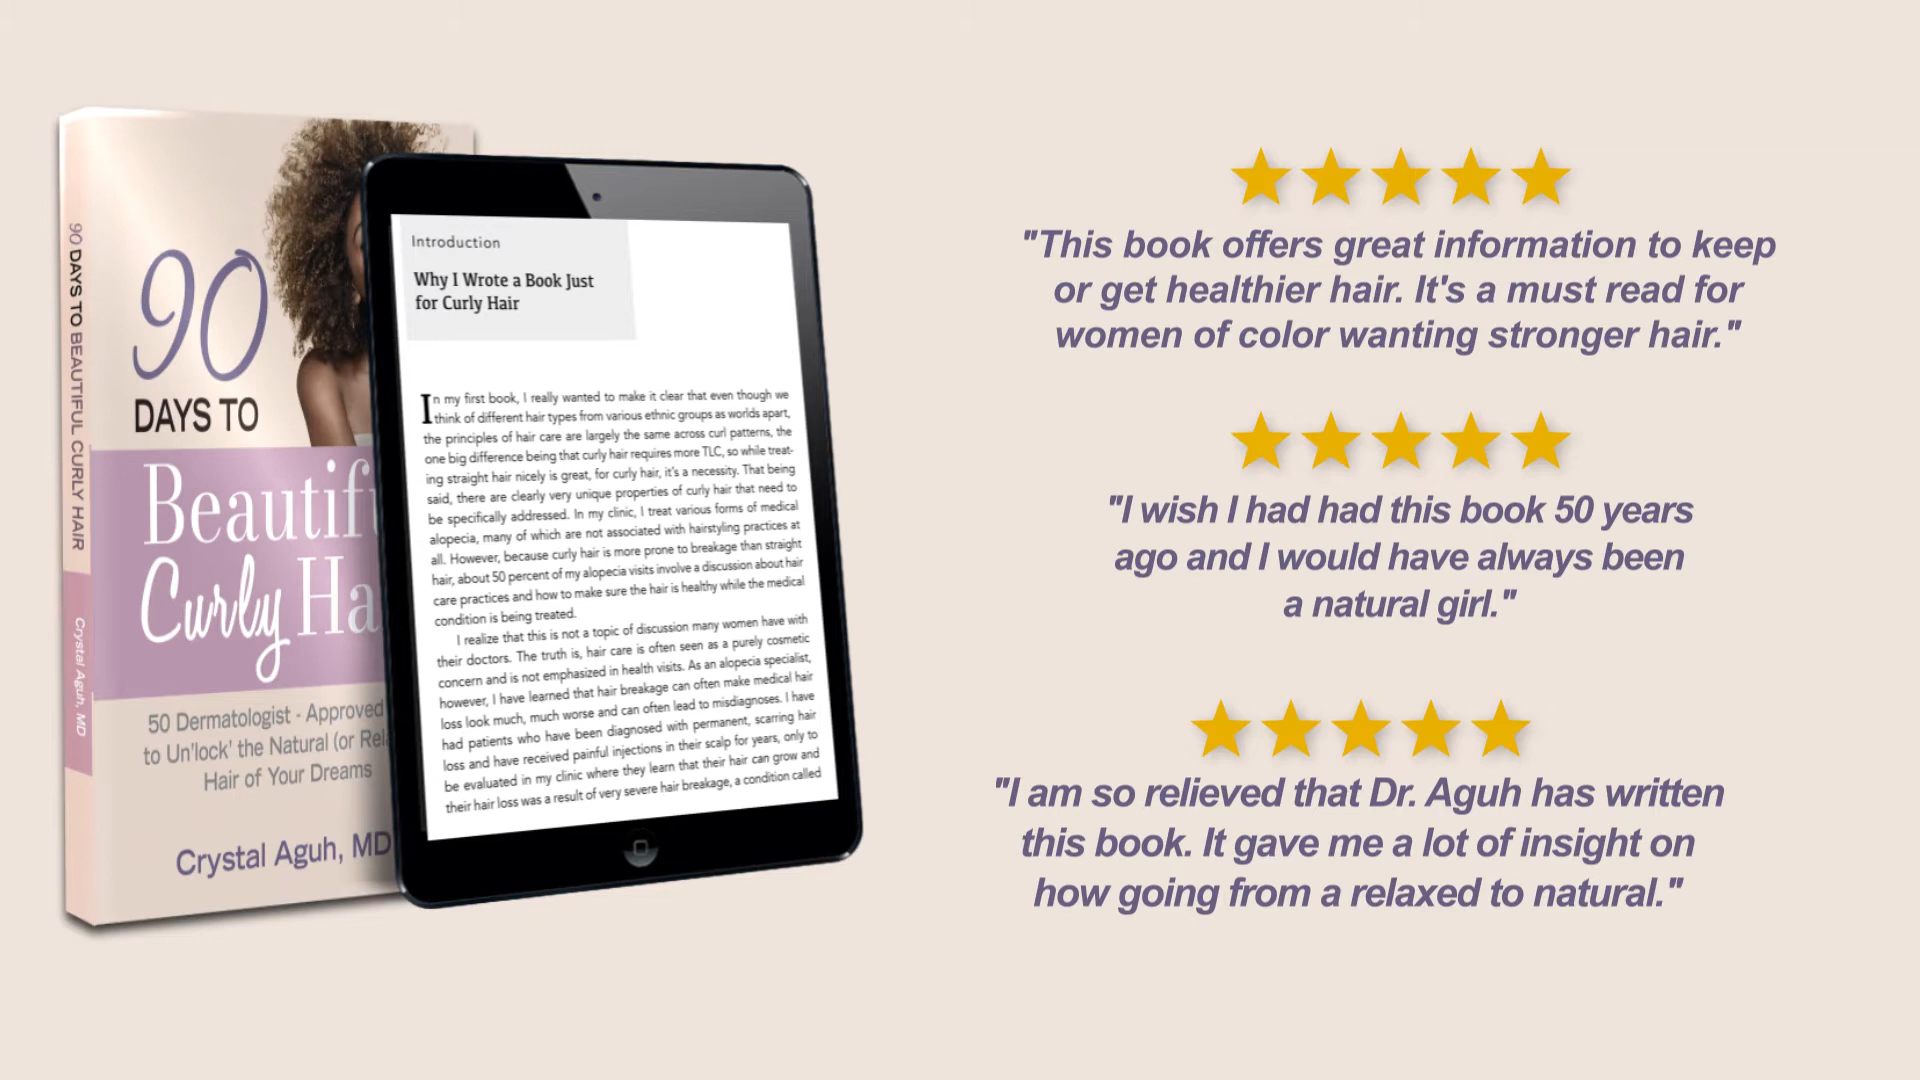 90 DAYS TO BEAUTIFUL CURLY HAIR
Crystal Aguh, MD
90
DAYS TO
Beautif
Curly Ha
50 Dermatologist - Approved
to Un'lock' the Natural (or Rel
Hair of Your Dreams
Crystal Aguh, MD
Introduction
Why I Wrote a Book Just
for Curly Hair
In my first book, I really wanted to make it clear that even though we
think of different hair types from various ethnic groups as worlds apart,
the principles of hair care are largely the same across curl patterns, the
one big difference being that curly hair requires more TLC, so while treat-
ing straight hair nicely is great, for curly hair, it's a necessity. That being
said, there are clearly very unique properties of curly hair that need to
be specifically addressed. In my clinic, I treat various forms of medical
alopecia, many of which are not associated with hairstyling practices at
all. However, because curly hair is more prone to breakage than straight
hair, about 50 percent of my alopecia visits involve a discussion about hair
care practices and how to make sure the hair is healthy while the medical
condition is being treated.
I realize that this is not a topic of discussion many women have with
their doctors. The truth is, hair care is often seen as a purely cosmetic
concern and is not emphasized in health visits. As an alopecia specialist,
however, I have learned that hair breakage can often make medical hair
loss look much, much worse and can often lead to misdiagnoses. I have
had patients who have been diagnosed with permanent, scarring hair
loss and have received painful injections in their scalp for years, only to
be evaluated in my clinic where they learn that their hair can grow and
their hair loss was a result of very severe hair breakage, a condition called
"This book offers great information to keep
or get healthier hair. It's a must read for
women of color wanting stronger hair."
"I wish I had had this book 50 years
ago and I would have always been
a natural girl."
"I am so relieved that Dr. Aguh has written
this book. It gave me a lot of insight on
how going from a relaxed to natural."